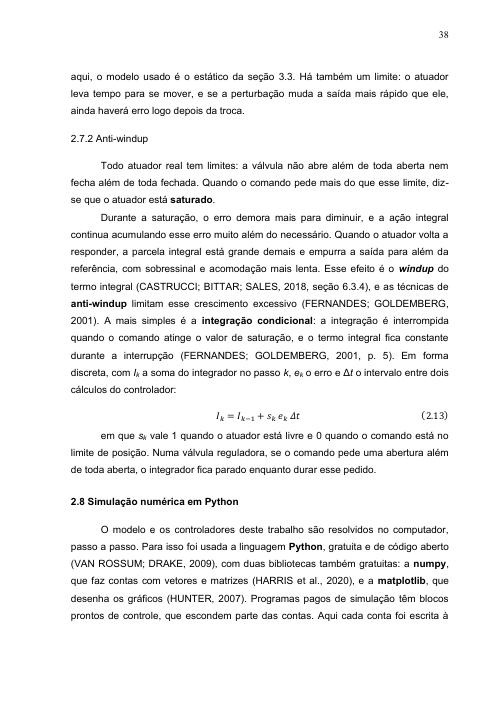 38
aqui, o modelo usado é o estático da seção 3.3. Há também um limite: o atuador
leva tempo para se mover, e se a perturbação muda a saída mais rápido que ele,
ainda haverá erro logo depois da troca.
2.7.2 Anti-windup
Todo atuador real tem limites: a válvula não abre além de toda aberta nem
fecha além de toda fechada. Quando o comando pede mais do que esse limite, diz-
se que o atuador está saturado.
Durante a saturação, o erro demora mais para diminuir, e a ação integral
continua acumulando esse erro muito além do necessário. Quando o atuador volta a
responder, a parcela integral está grande demais e empurra a saída para além da
referência, com sobressinal e acomodação mais lenta. Esse efeito é o windup do
termo integral (CASTRUCCI; BITTAR; SALES, 2018, seção 6.3.4), e as técnicas de
anti-windup limitam esse crescimento excessivo (FERNANDES; GOLDEMBERG,
2001). A mais simples é a integração condicional: a integração é interrompida
quando o comando atinge o valor de saturação, e o termo integral fica constante
durante a interrupção (FERNANDES; GOLDEMBERG, 2001, p. 5). Em forma
discreta, com Ik a soma do integrador no passo k, ek o erro e Δt o intervalo entre dois
cálculos do controlador:
Ik = Ik−1 + sk ek Δt (2.13)
em que sk vale 1 quando o atuador está livre e 0 quando o comando está no
limite de posição. Numa válvula reguladora, se o comando pede uma abertura além
de toda aberta, o integrador fica parado enquanto durar esse pedido.
2.8 Simulação numérica em Python
O modelo e os controladores deste trabalho são resolvidos no computador,
passo a passo. Para isso foi usada a linguagem Python, gratuita e de código aberto
(VAN ROSSUM; DRAKE, 2009), com duas bibliotecas também gratuitas: a numpy,
que faz contas com vetores e matrizes (HARRIS et al., 2020), e a matplotlib, que
desenha os gráficos (HUNTER, 2007). Programas pagos de simulação têm blocos
prontos de controle, que escondem parte das contas. Aqui cada conta foi escrita à